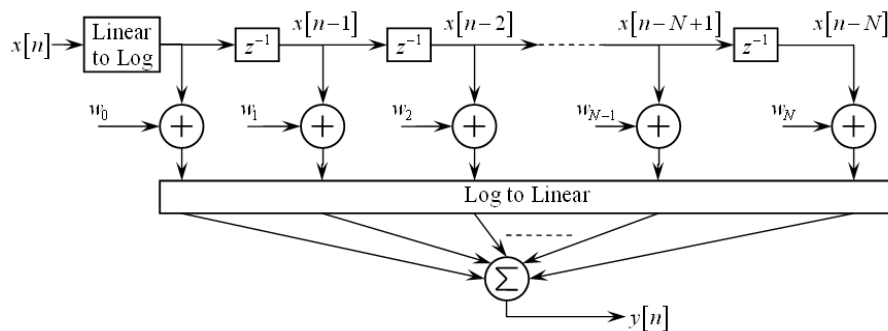 x[n]
Linear
to Log
z⁻¹
x[n−1]
z⁻¹
x[n−2]
x[n−N+1]
z⁻¹
x[n−N]
w₀
+
w₁
+
w₂
+
w_{N−1}
+
w_N
+
Log to Linear
Σ
y[n]